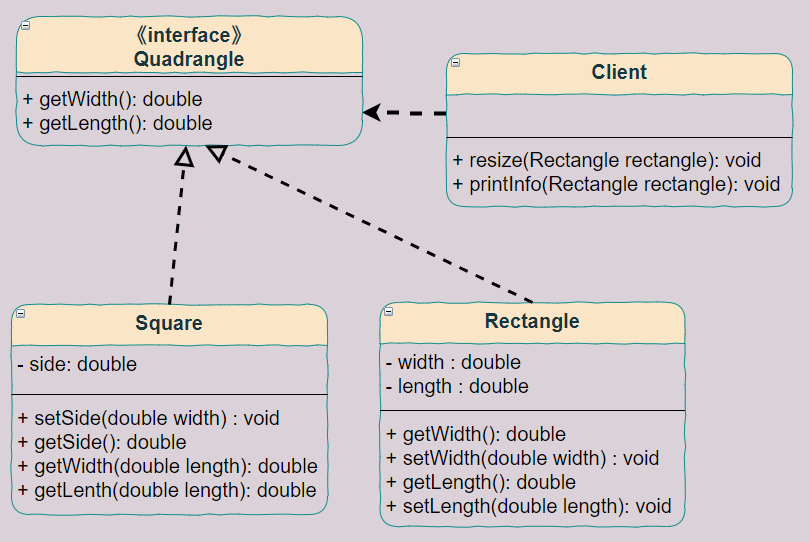 《interface》
Quadrangle
+ getWidth(): double
+ getLength(): double
Client
+ resize(Rectangle rectangle): void
+ printInfo(Rectangle rectangle): void
Square
- side: double
+ setSide(double width) : void
+ getSide(): double
+ getWidth(double length): double
+ getLenth(double length): double
Rectangle
- width : double
- length : double
+ getWidth(): double
+ setWidth(double width) : void
+ getLength(): double
+ setLength(double length): void